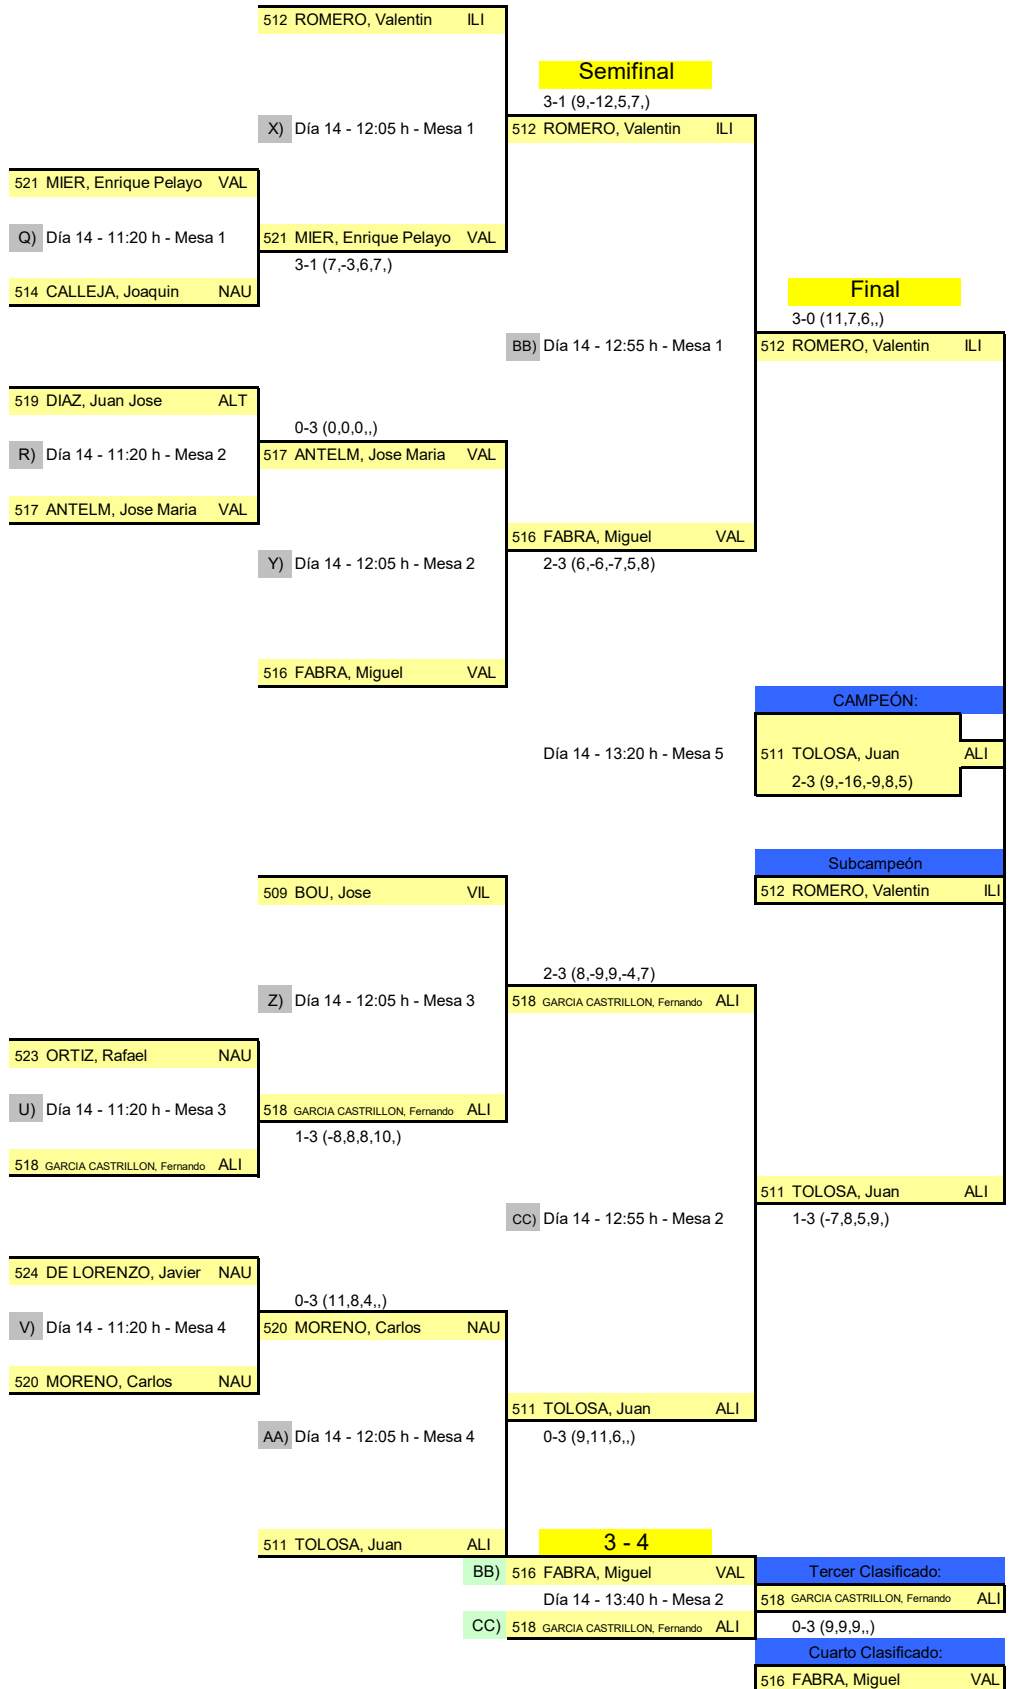 512 ROMERO, Valentin ILI
Semifinal
3-1 (9,-12,5,7,)
X) Día 14 - 12:05 h - Mesa 1
512 ROMERO, Valentin ILI
521 MIER, Enrique Pelayo VAL
Q) Día 14 - 11:20 h - Mesa 1
521 MIER, Enrique Pelayo VAL
3-1 (7,-3,6,7,)
514 CALLEJA, Joaquin NAU
Final
3-0 (11,7,6,,)
BB) Día 14 - 12:55 h - Mesa 1
512 ROMERO, Valentin ILI
519 DIAZ, Juan Jose ALT
0-3 (0,0,0,,)
R) Día 14 - 11:20 h - Mesa 2
517 ANTELM, Jose Maria VAL
517 ANTELM, Jose Maria VAL
516 FABRA, Miguel VAL
Y) Día 14 - 12:05 h - Mesa 2
2-3 (6,-6,-7,5,8)
516 FABRA, Miguel VAL
CAMPEÓN:
Día 14 - 13:20 h - Mesa 5
511 TOLOSA, Juan ALI
2-3 (9,-16,-9,8,5)
Subcampeón
509 BOU, Jose VIL
512 ROMERO, Valentin ILI
2-3 (8,-9,9,-4,7)
Z) Día 14 - 12:05 h - Mesa 3
518 GARCIA CASTRILLON, Fernando ALI
523 ORTIZ, Rafael NAU
U) Día 14 - 11:20 h - Mesa 3
518 GARCIA CASTRILLON, Fernando ALI
1-3 (-8,8,8,10,)
518 GARCIA CASTRILLON, Fernando ALI
511 TOLOSA, Juan ALI
CC) Día 14 - 12:55 h - Mesa 2
1-3 (-7,8,5,9,)
524 DE LORENZO, Javier NAU
0-3 (11,8,4,,)
V) Día 14 - 11:20 h - Mesa 4
520 MORENO, Carlos NAU
520 MORENO, Carlos NAU
511 TOLOSA, Juan ALI
AA) Día 14 - 12:05 h - Mesa 4
0-3 (9,11,6,,)
511 TOLOSA, Juan ALI
3 - 4
BB) 516 FABRA, Miguel VAL
Tercer Clasificado:
Día 14 - 13:40 h - Mesa 2
518 GARCIA CASTRILLON, Fernando ALI
CC) 518 GARCIA CASTRILLON, Fernando ALI
0-3 (9,9,9,,)
Cuarto Clasificado:
516 FABRA, Miguel VAL